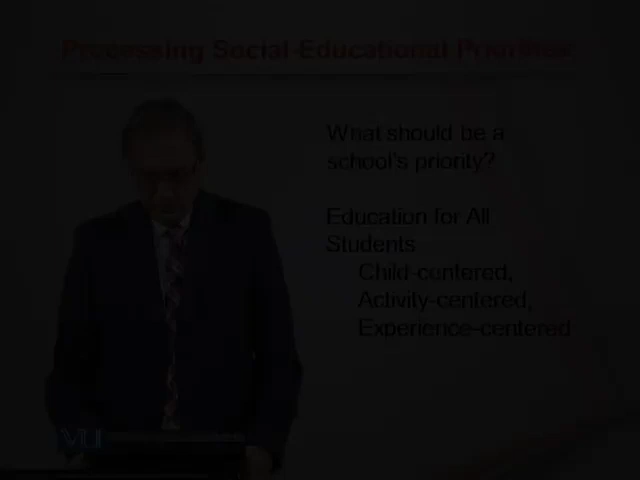 Processing Social-Educational Priorities
What should be a
school's priority?
Education for All
Students
Child-centered,
Activity-centered,
Experience-centered
VU